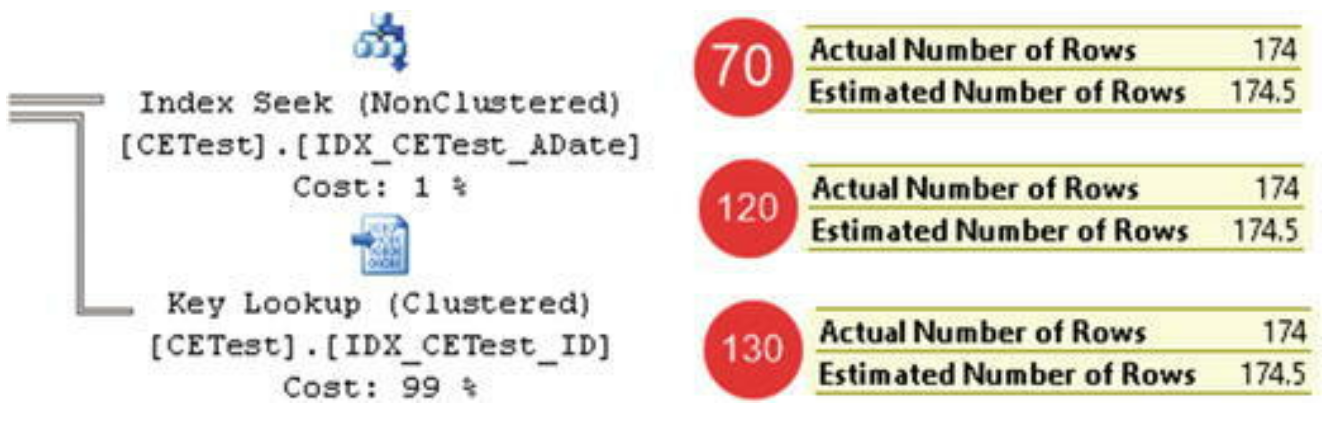 Index Seek (NonClustered)
[CETest].[IDX_CETest_ADate]
Cost: 1 %
Key Lookup (Clustered)
[CETest].[IDX_CETest_ID]
Cost: 99 %
70
Actual Number of Rows 174
Estimated Number of Rows 174.5
120
Actual Number of Rows 174
Estimated Number of Rows 174.5
130
Actual Number of Rows 174
Estimated Number of Rows 174.5